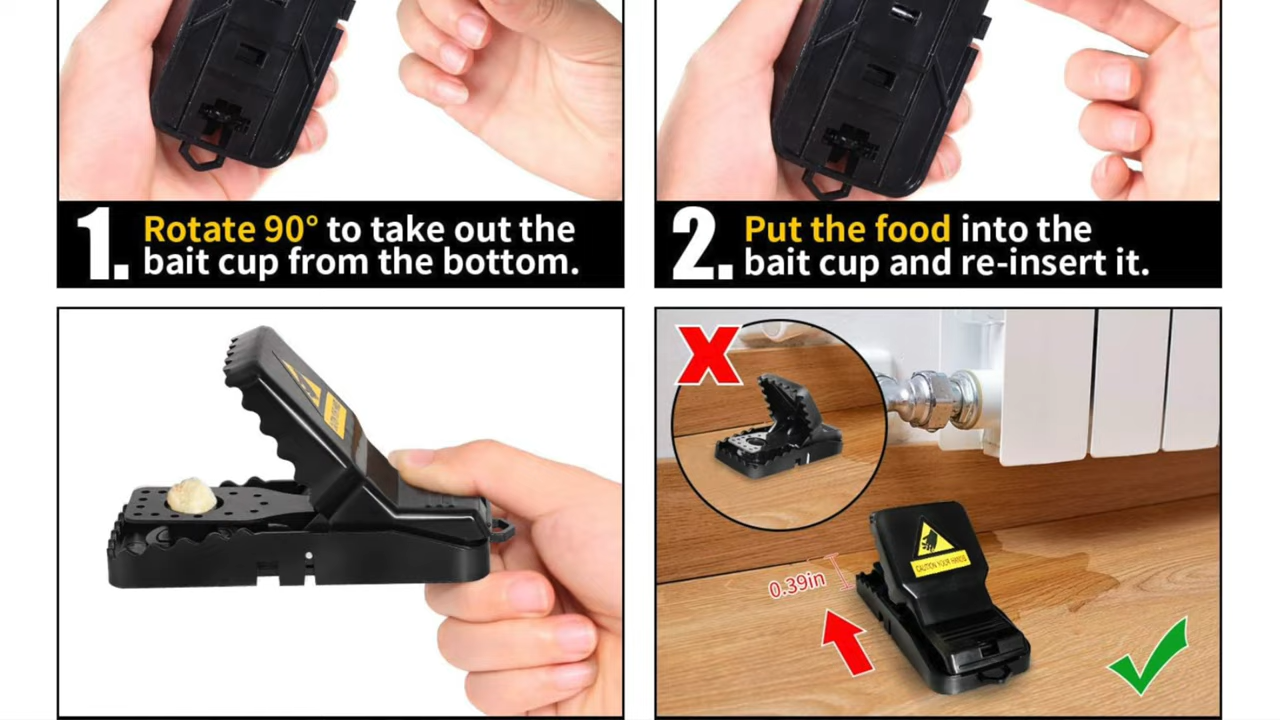 1. Rotate 90° to take out the
bait cup from the bottom.
2. Put the food into the
bait cup and re-insert it.
X
0.39in
CAUTION YOUR HANDS